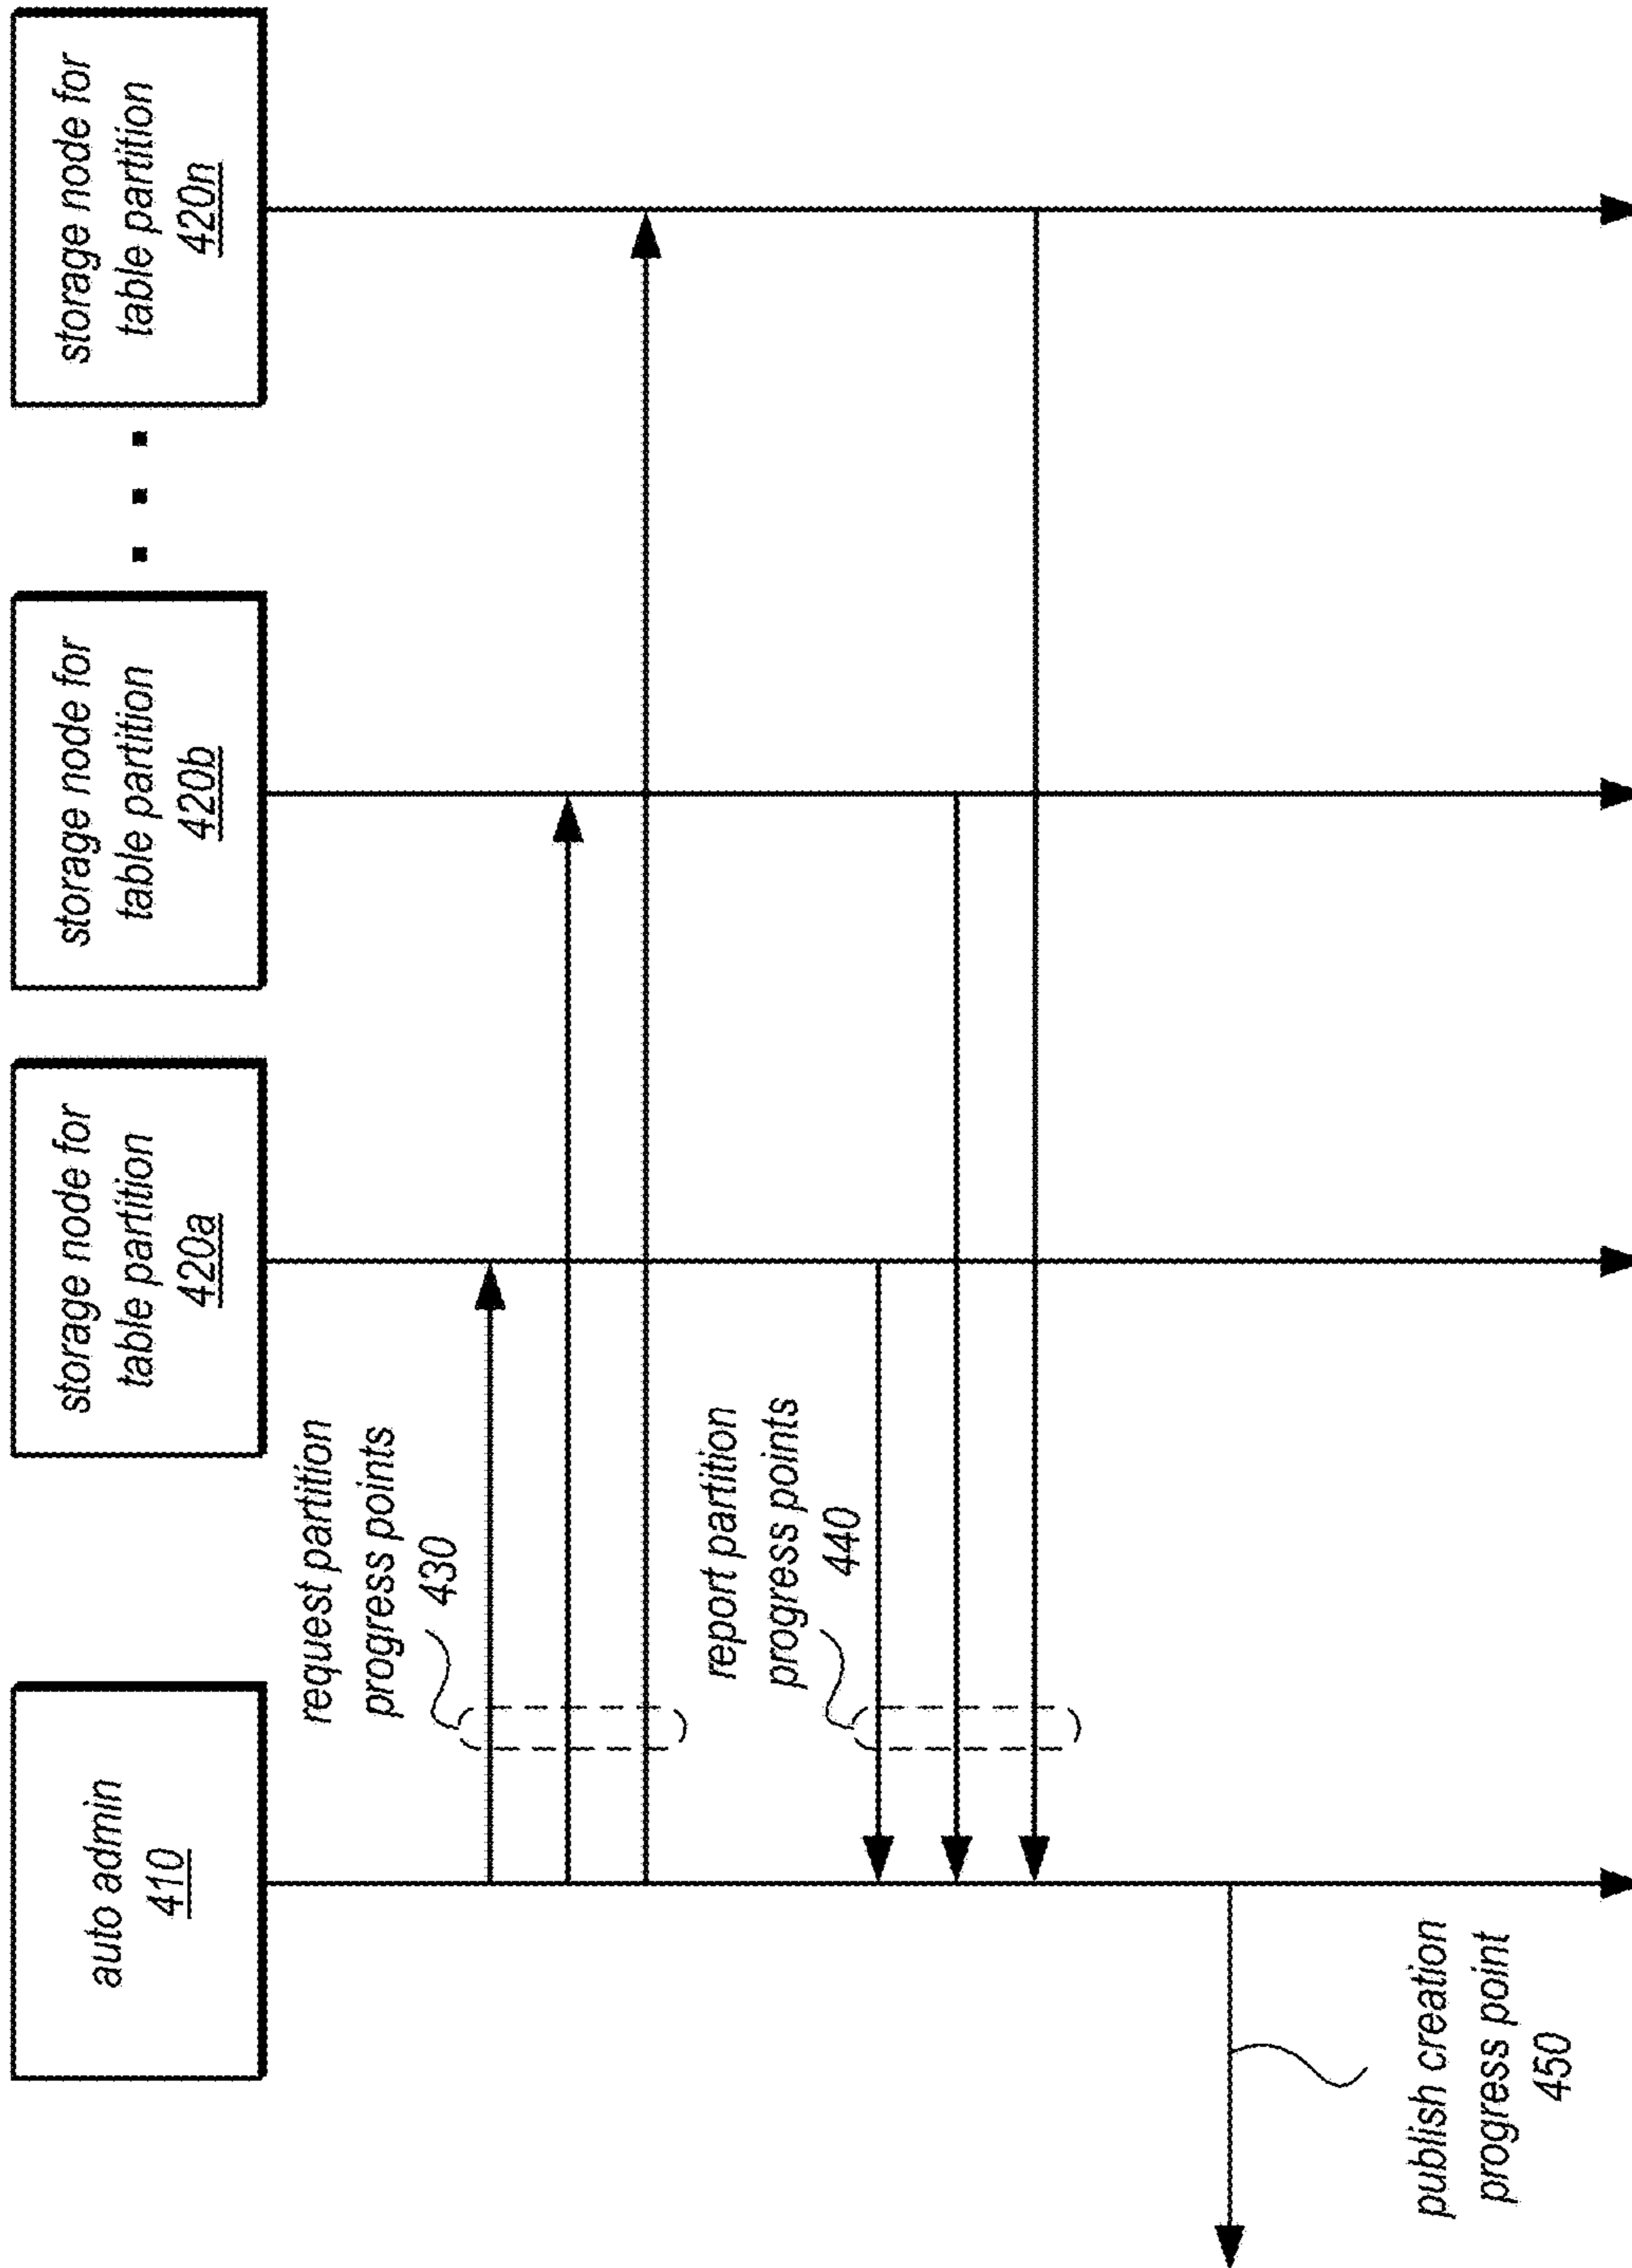 auto admin
410
storage node for
table partition
420a
storage node for
table partition
420b
. . .
storage node for
table partition
420n
request partition
progress points
430
report partition
progress points
440
publish creation
progress point
450